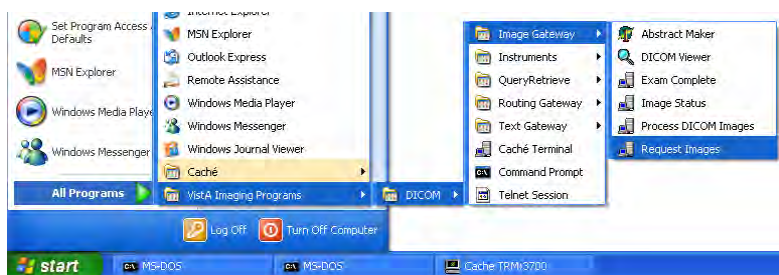 Set Program Access
Defaults
MSN Explorer
Windows Media Playe
Windows Messenger
All Programs
Internet Explorer
MSN Explorer
Outlook Express
Remote Assistance
Windows Media Player
Windows Messenger
Windows Journal Viewer
Caché
VistA Imaging Programs
DICOM
Image Gateway
Instruments
QueryRetrieve
Routing Gateway
Text Gateway
Caché Terminal
Command Prompt
Telnet Session
Abstract Maker
DICOM Viewer
Exam Complete
Image Status
Process DICOM Images
Request Images
Log Off
Turn Off Computer
start
MS-DOS
MS-DOS
Cache TRM:3700